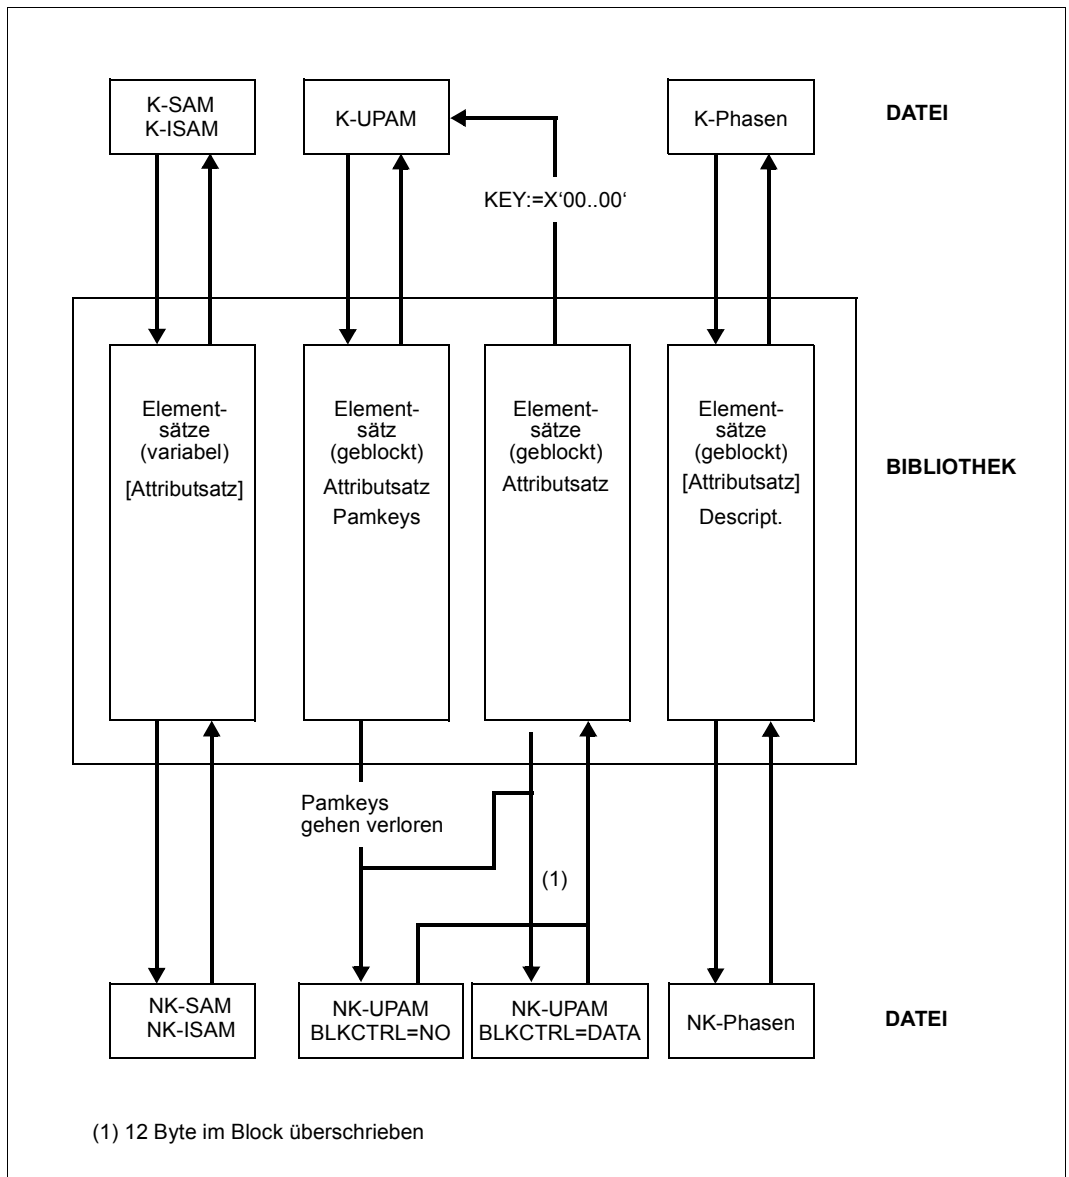 K-SAM
K-ISAM
K-UPAM
K-Phasen
DATEI
KEY:=X‘00..00‘
Element-
sätze
(variabel)
[Attributsatz]
Element-
sätz
(geblockt)
Attributsatz
Pamkeys
Element-
sätze
(geblockt)
Attributsatz
Element-
sätze
(geblockt)
[Attributsatz]
Descript.
BIBLIOTHEK
Pamkeys
gehen verloren
(1)
NK-SAM
NK-ISAM
NK-UPAM
BLKCTRL=NO
NK-UPAM
BLKCTRL=DATA
NK-Phasen
DATEI
(1) 12 Byte im Block überschrieben